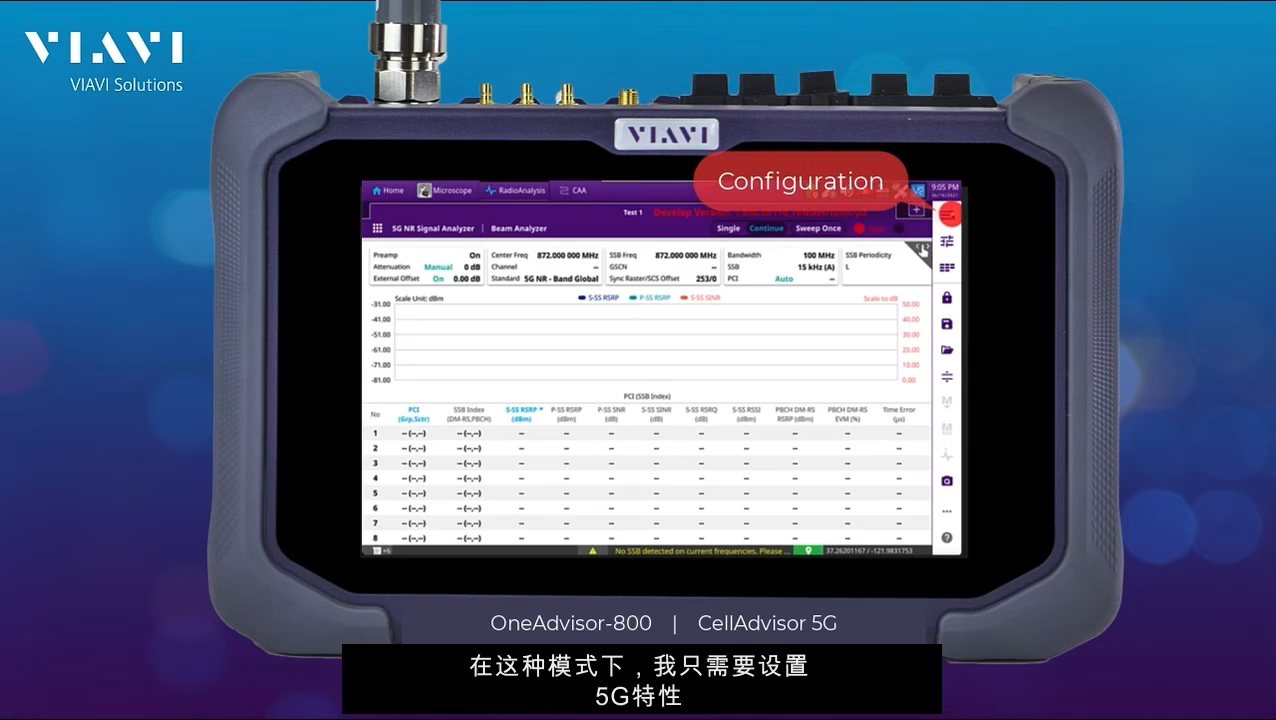 VIAVI
VIAVI Solutions
VIAVI
Configuration
Home Microscope RadioAnalysis CAA
9:05 PM
Test 1
5G NR Signal Analyzer | Beam Analyzer Single Continue Sweep Once
Preamp On
Attenuation Manual 0 dB
External Offset On 0.00 dB
Center Freq 872.000 000 MHz
Channel --
Standard 5G NR - Band Global
SSB Freq 872.000 000 MHz
GSCN --
Sync Raster/SCS Offset 253/0
Bandwidth 100 MHz
SSB 15 kHz (A)
PCI Auto --
SSB Periodicity
L
Scale Unit: dBm S-SS RSRP P-SS RSRP S-SS SINR Scale to dB
-31.00 50.00
-41.00 40.00
-51.00 30.00
-61.00 20.00
-71.00 10.00
-81.00 0.00
PCI (SSB Index)
No PCI (Grp,Sctr) SSB Index (DM-RS,PBCH) S-SS RSRP (dBm) P-SS RSRP (dBm) P-SS SNR (dB) S-SS SINR (dB) S-SS RSRQ (dB) S-SS RSSI (dBm) PBCH DM-RS RSRP (dBm) PBCH DM-RS EVM (%) Time Error (μs)
1 -- (--,--) -- (--,--) -- -- -- -- -- -- -- -- --
2 -- (--,--) -- (--,--) -- -- -- -- -- -- -- -- --
3 -- (--,--) -- (--,--) -- -- -- -- -- -- -- -- --
4 -- (--,--) -- (--,--) -- -- -- -- -- -- -- -- --
5 -- (--,--) -- (--,--) -- -- -- -- -- -- -- -- --
6 -- (--,--) -- (--,--) -- -- -- -- -- -- -- -- --
7 -- (--,--) -- (--,--) -- -- -- -- -- -- -- -- --
8 -- (--,--) -- (--,--) -- -- -- -- -- -- -- -- --
+6 No SSB detected on current frequencies. Please ... 37.26201167 / -121.9831753
OneAdvisor-800 | CellAdvisor 5G
在这种模式下，我只需要设置
5G特性